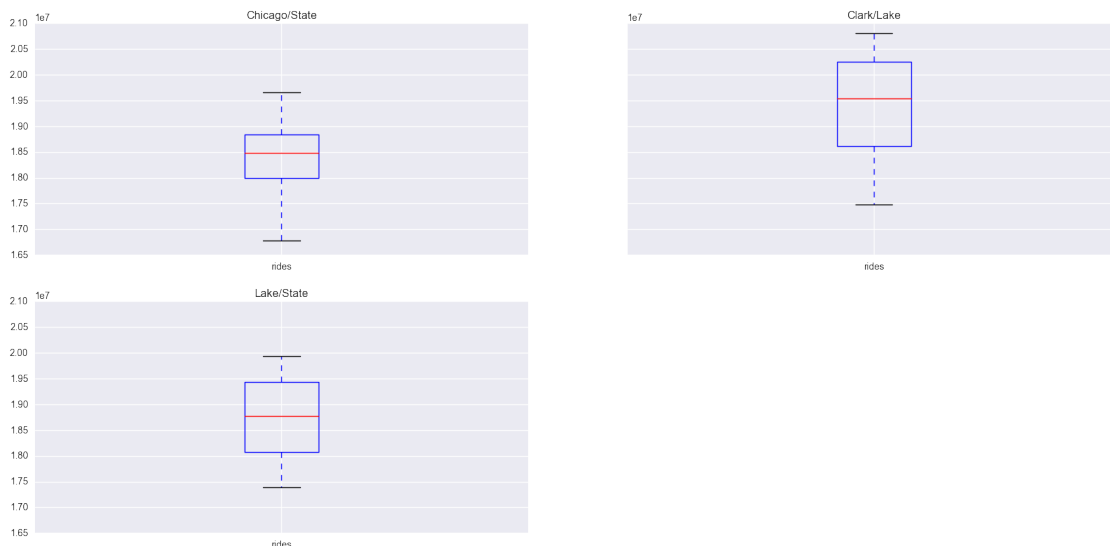 Chicago/State
1e7
2.10
2.05
2.00
1.95
1.90
1.85
1.80
1.75
1.70
1.65
rides
Clark/Lake
1e7
rides
Lake/State
1e7
2.10
2.05
2.00
1.95
1.90
1.85
1.80
1.75
1.70
1.65
rides